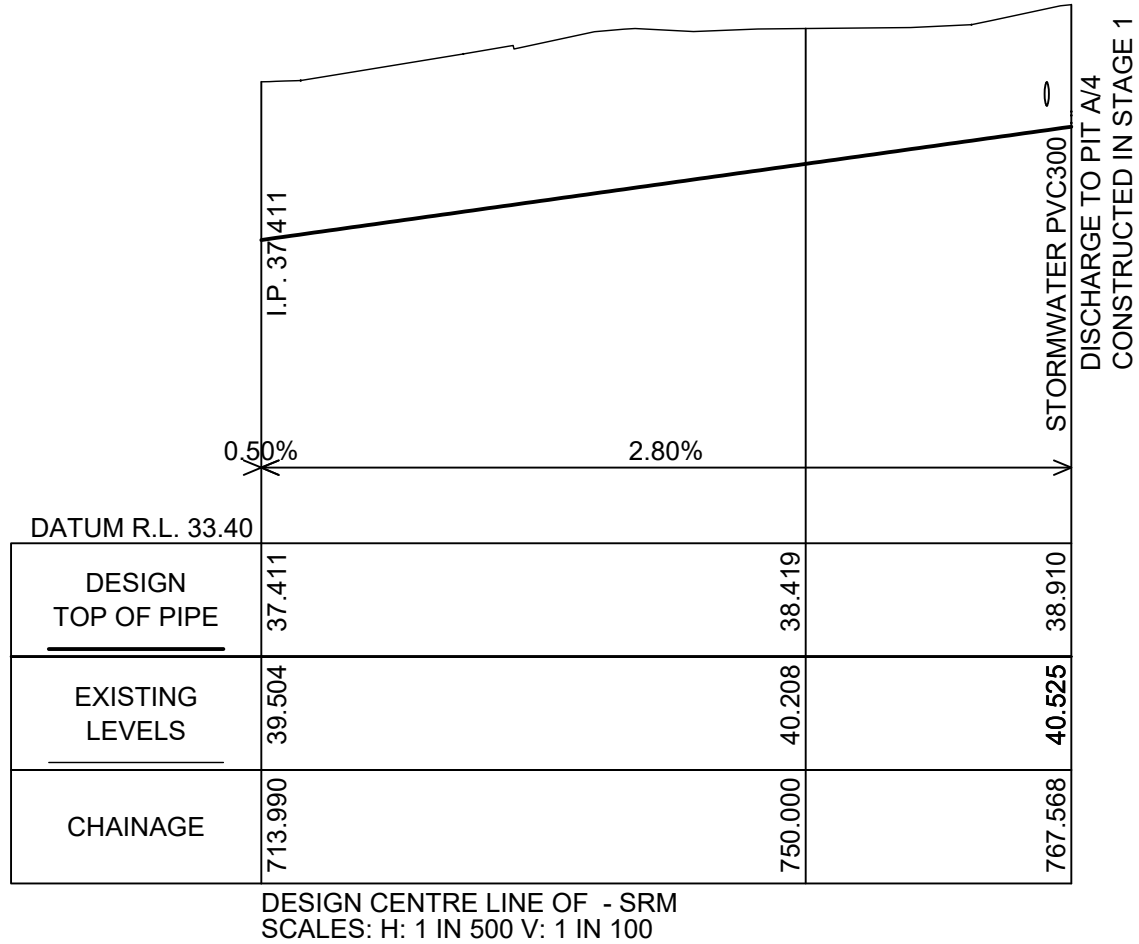 I.P. 37.411
STORMWATER PVC300
DISCHARGE TO PIT A/4
CONSTRUCTED IN STAGE 1
0.50%
2.80%
DATUM R.L. 33.40
DESIGN
TOP OF PIPE
37.411
38.419
38.910
EXISTING
LEVELS
39.504
40.208
40.525
CHAINAGE
713.990
750.000
767.568
DESIGN CENTRE LINE OF - SRM
SCALES: H: 1 IN 500 V: 1 IN 100